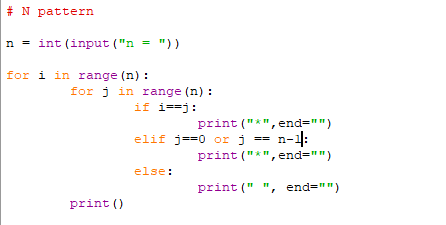 # N pattern
n = int(input("n = "))
for i in range(n):
for j in range(n):
if i==j:
print("*",end="")
elif j==0 or j == n-1:
print("*",end="")
else:
print(" ", end="")
print()